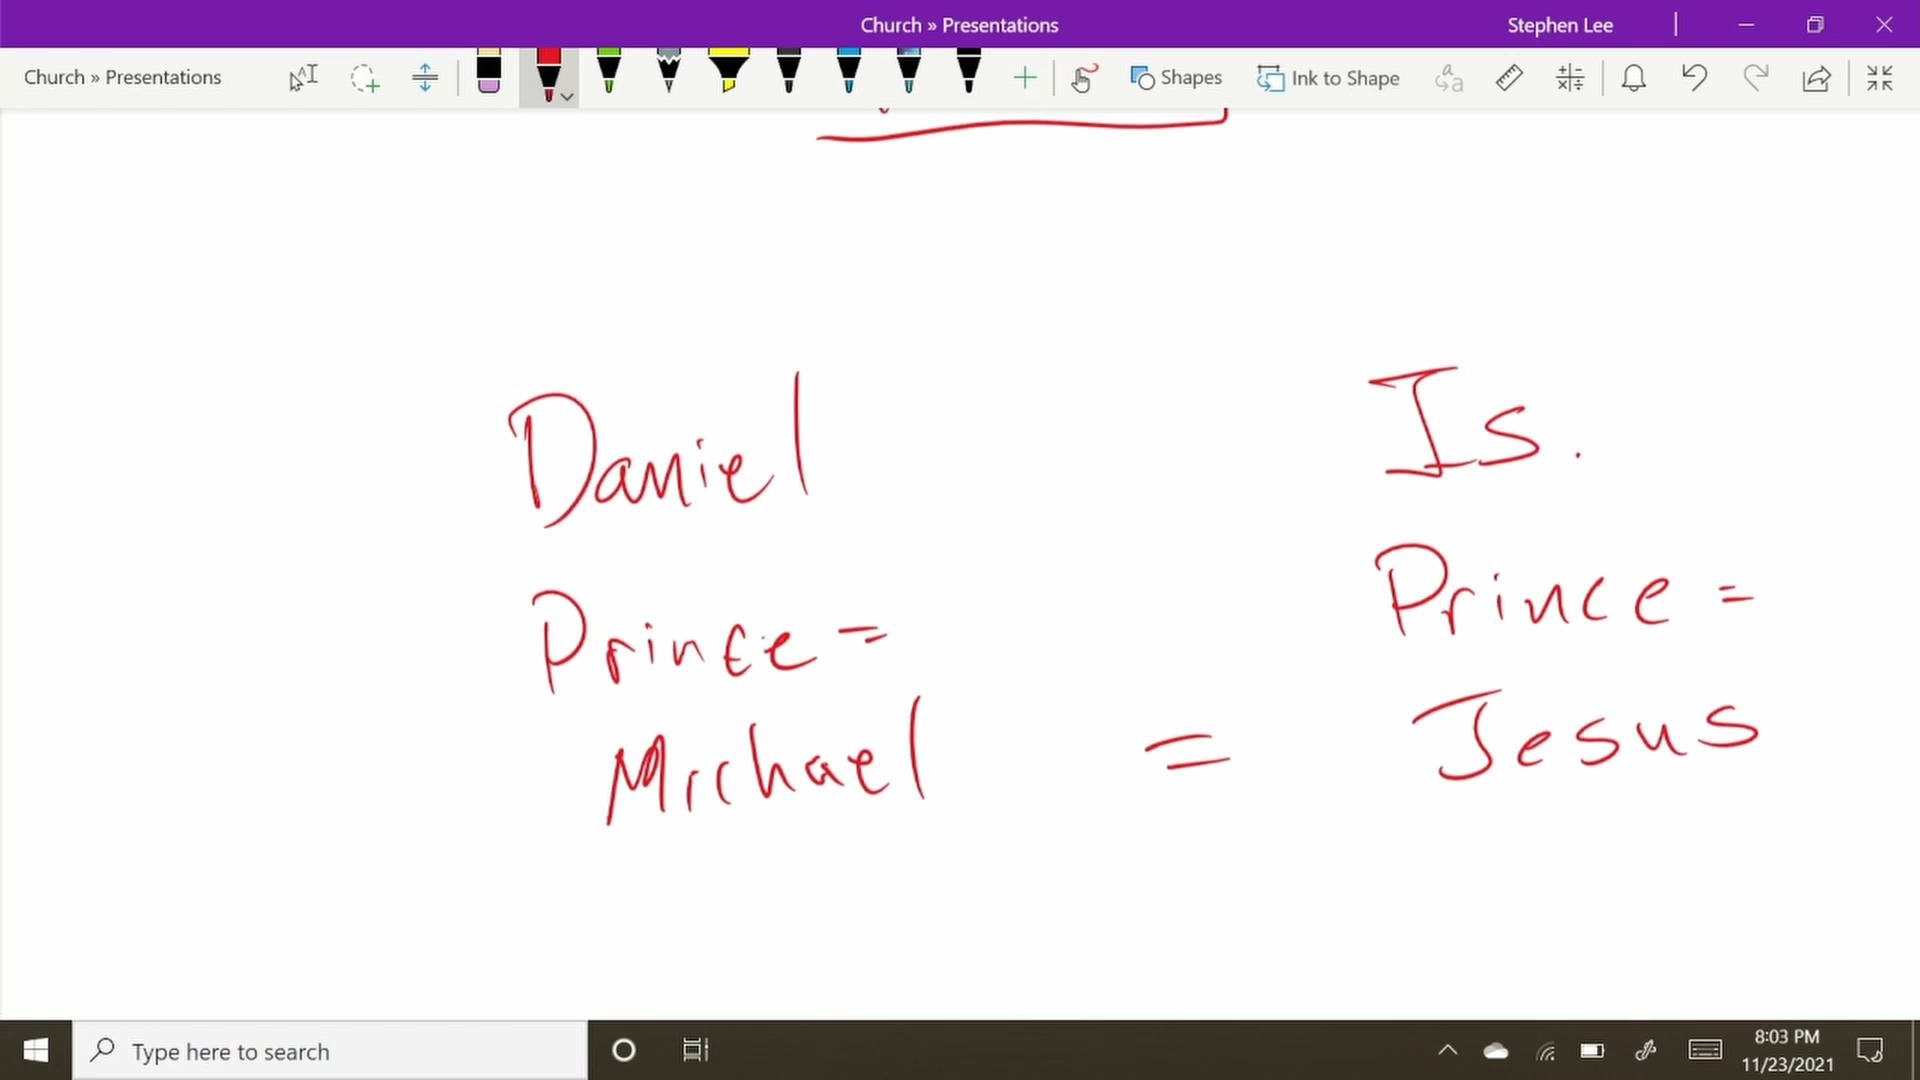 Church » Presentations
Stephen Lee
Church » Presentations
Shapes
Ink to Shape
Daniel
Is.
Prince =
Prince =
Michael = Jesus
Type here to search
8:03 PM
11/23/2021